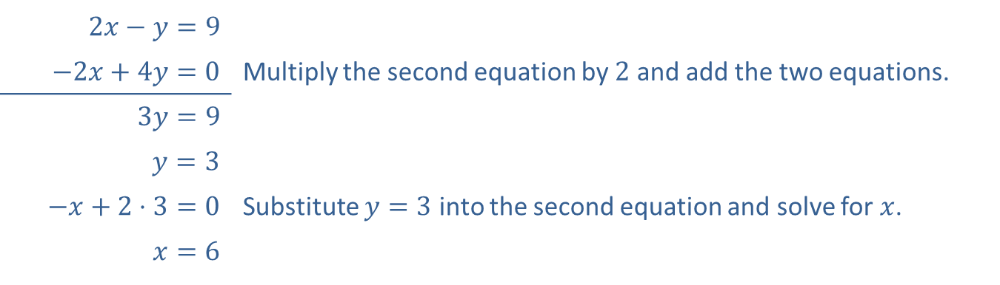 2x − y = 9
−2x + 4y = 0 Multiply the second equation by 2 and add the two equations.
3y = 9
y = 3
−x + 2 · 3 = 0 Substitute y = 3 into the second equation and solve for x.
x = 6